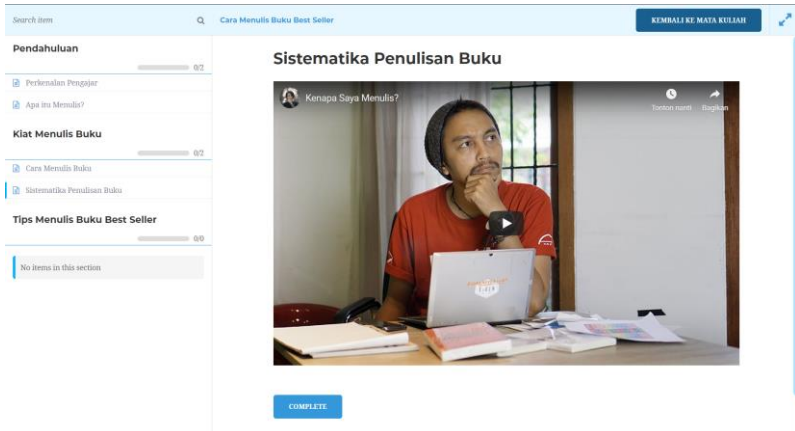 Search item
Cara Menulis Buku Best Seller
KEMBALI KE MATA KULIAH
Pendahuluan
0/2
Perkenalan Pengajar
Apa itu Menulis?
Kiat Menulis Buku
0/2
Cara Menulis Buku
Sistematika Penulisan Buku
Tips Menulis Buku Best Seller
0/0
No items in this section
Sistematika Penulisan Buku
Kenapa Saya Menulis?
Tonton nanti
Bagikan
COMPLETE